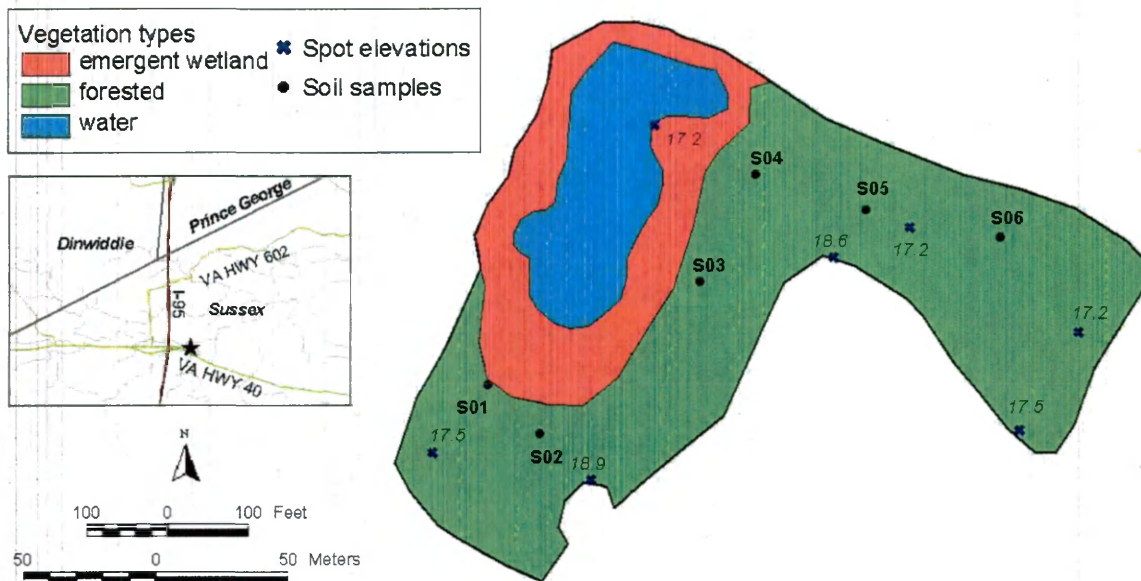 Vegetation types
emergent wetland
forested
water
Spot elevations
Soil samples
Prince George
Dinwiddie
VA HWY 602
I-95
Sussex
VA HWY 40
N
100 0 100 Feet
50 0 50 Meters
17.2
S04
S05
S06
18.6
17.2
S03
17.2
S01
17.5
S02
18.9
17.5